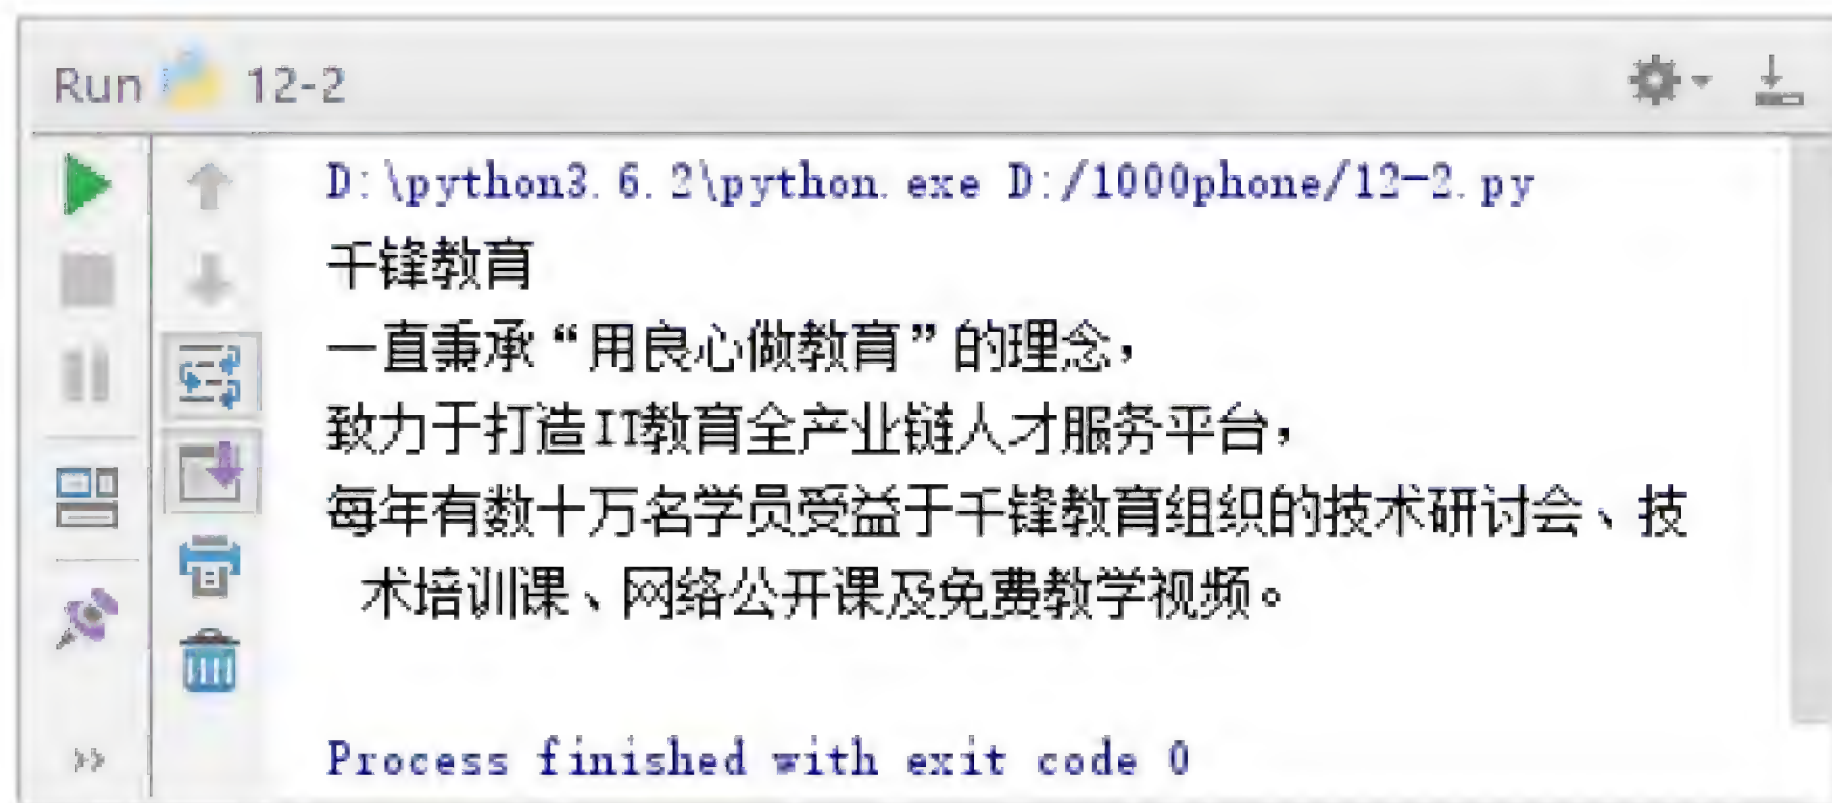 Run 12-2
D:\python3.6.2\python.exe D:/1000phone/12-2.py
千锋教育
一直秉承“用良心做教育”的理念，
致力于打造IT教育全产业链人才服务平台，
每年有数十万名学员受益于千锋教育组织的技术研讨会、技
术培训课、网络公开课及免费教学视频。
Process finished with exit code 0